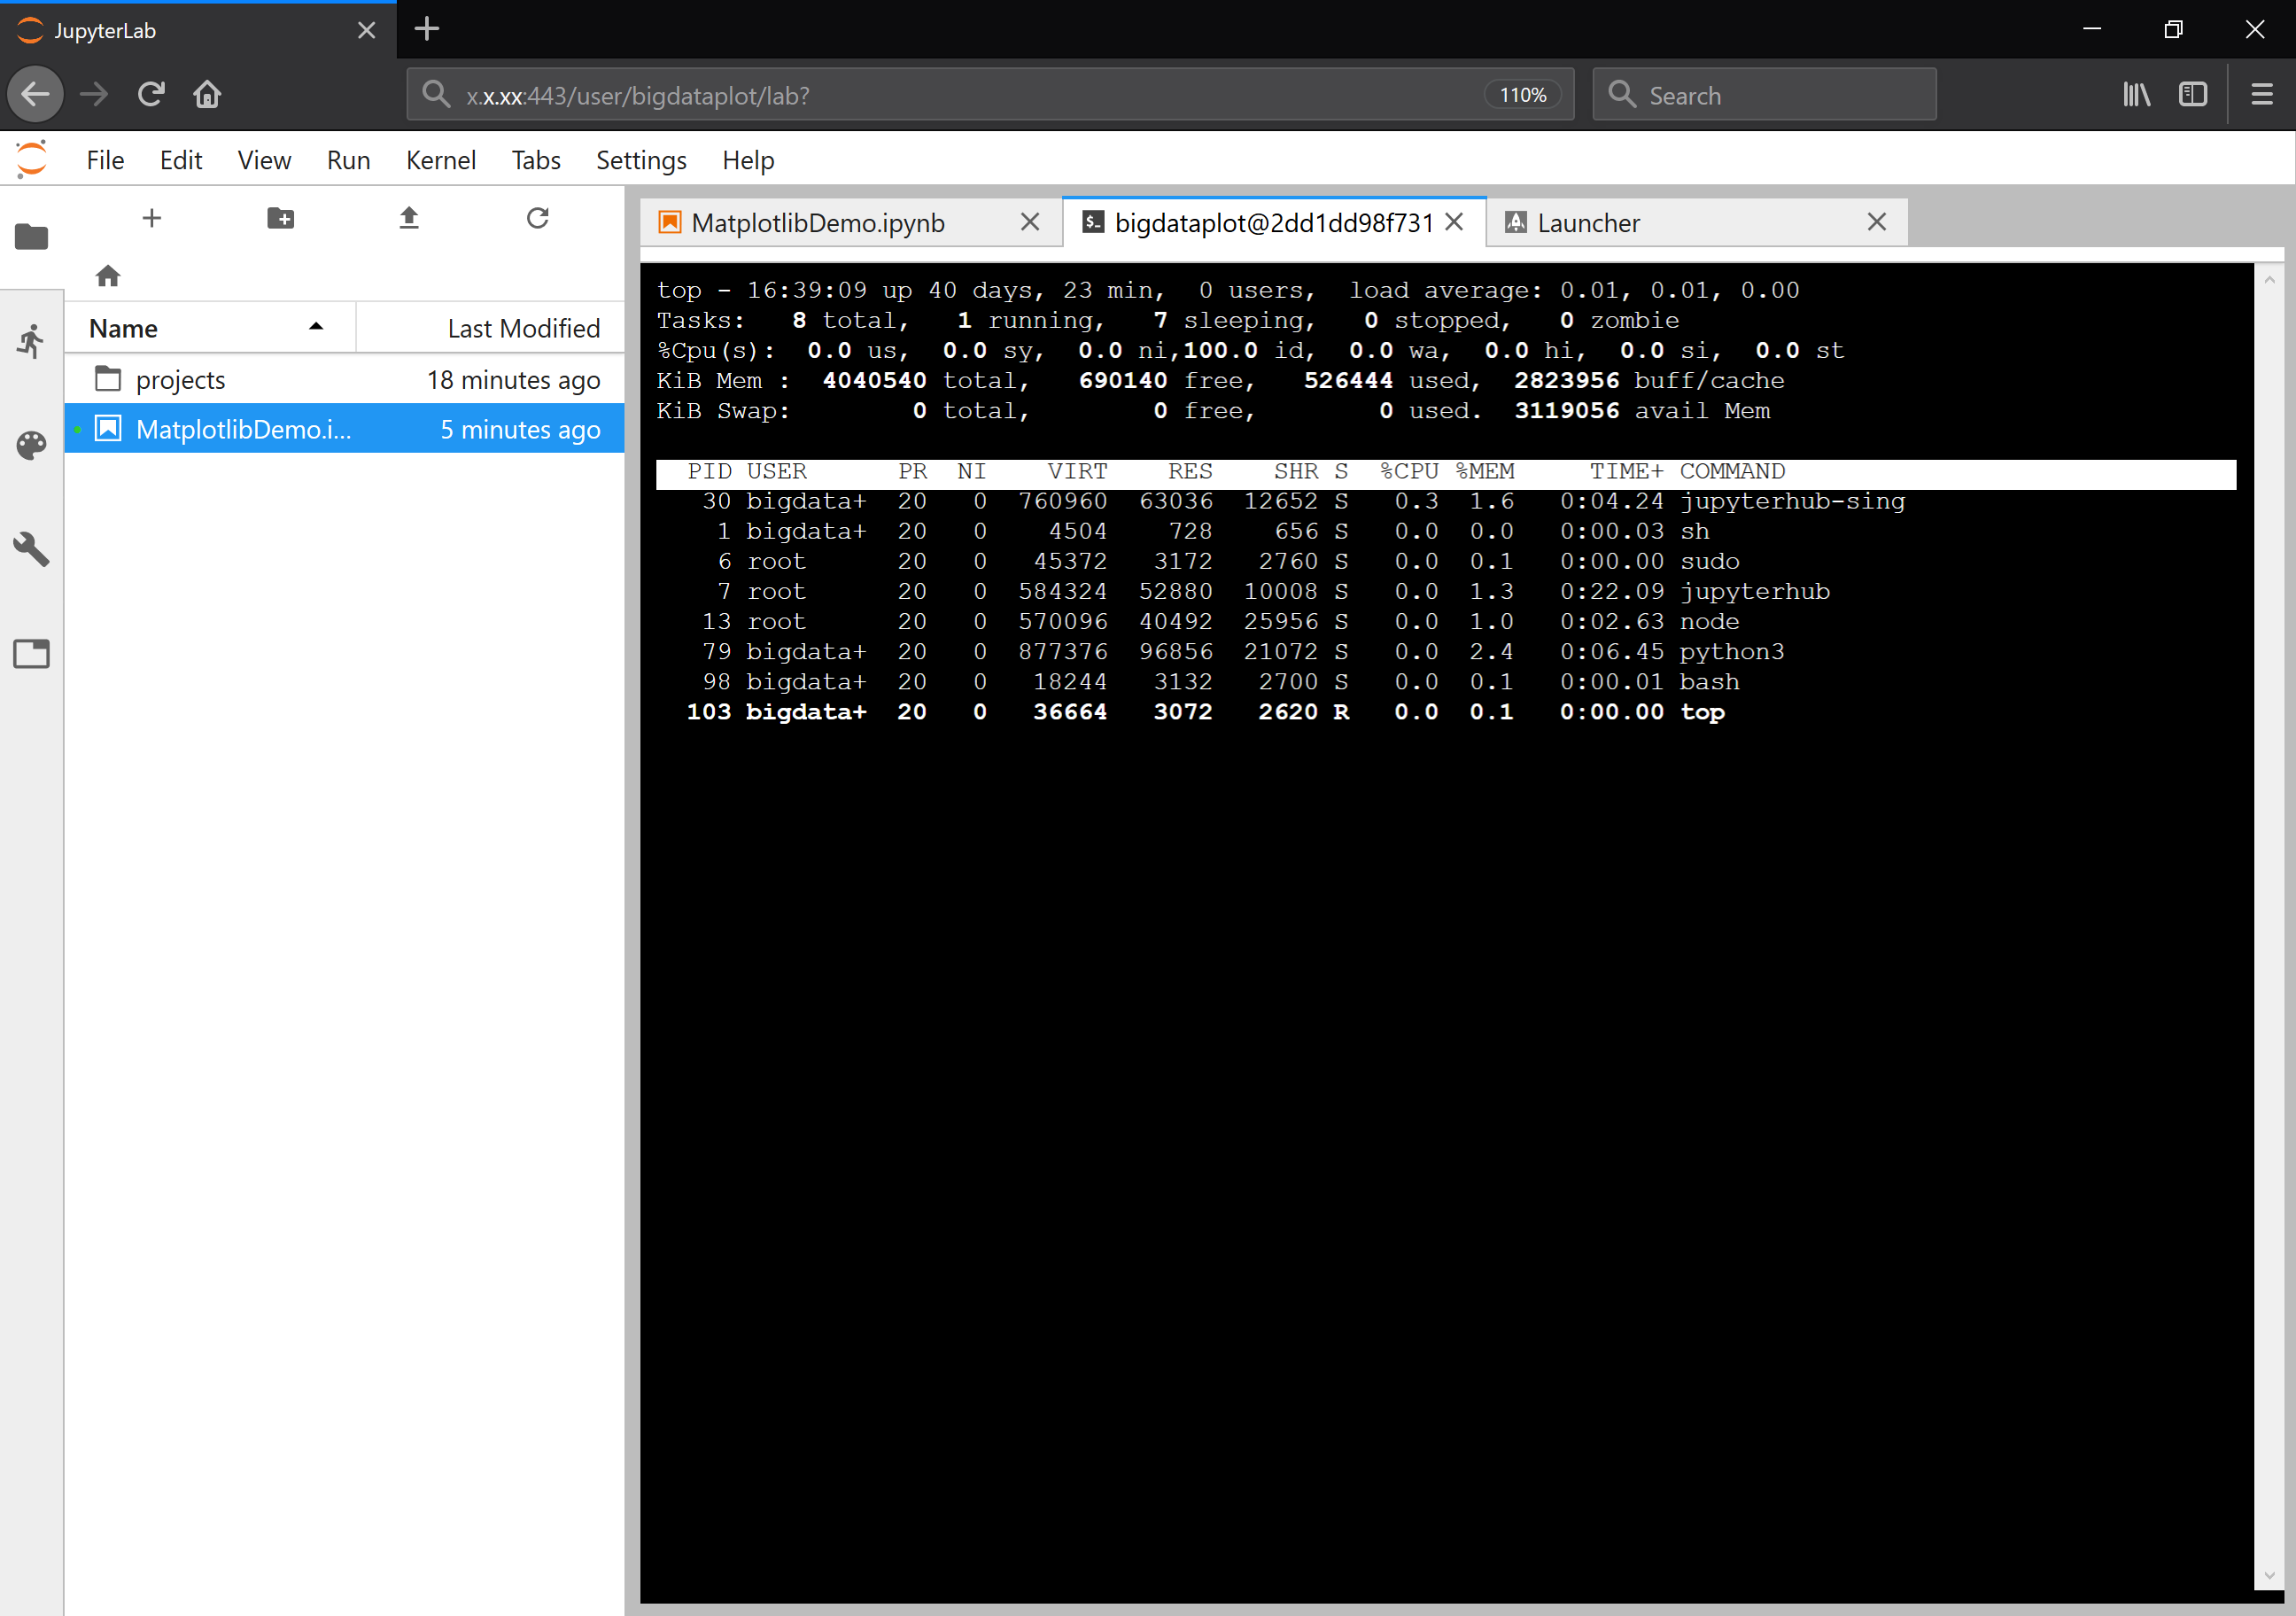 JupyterLab
x.x.xx:443/user/bigdataplot/lab? 110% Search
File Edit View Run Kernel Tabs Settings Help
MatplotlibDemo.ipynb bigdataplot@2dd1dd98f731 Launcher
Name Last Modified
projects 18 minutes ago
MatplotlibDemo.i... 5 minutes ago
top - 16:39:09 up 40 days, 23 min,  0 users,  load average: 0.01, 0.01, 0.00
Tasks:   8 total,   1 running,   7 sleeping,   0 stopped,   0 zombie
%Cpu(s):  0.0 us,  0.0 sy,  0.0 ni,100.0 id,  0.0 wa,  0.0 hi,  0.0 si,  0.0 st
KiB Mem :  4040540 total,   690140 free,   526444 used,  2823956 buff/cache
KiB Swap:        0 total,        0 free,        0 used.  3119056 avail Mem
PID USER      PR  NI    VIRT    RES    SHR S  %CPU %MEM     TIME+ COMMAND
30 bigdata+  20   0  760960  63036  12652 S   0.3  1.6   0:04.24 jupyterhub-sing
1 bigdata+  20   0    4504    728    656 S   0.0  0.0   0:00.03 sh
6 root      20   0   45372   3172   2760 S   0.0  0.1   0:00.00 sudo
7 root      20   0  584324  52880  10008 S   0.0  1.3   0:22.09 jupyterhub
13 root      20   0  570096  40492  25956 S   0.0  1.0   0:02.63 node
79 bigdata+  20   0  877376  96856  21072 S   0.0  2.4   0:06.45 python3
98 bigdata+  20   0   18244   3132   2700 S   0.0  0.1   0:00.01 bash
103 bigdata+  20   0   36664   3072   2620 R   0.0  0.1   0:00.00 top